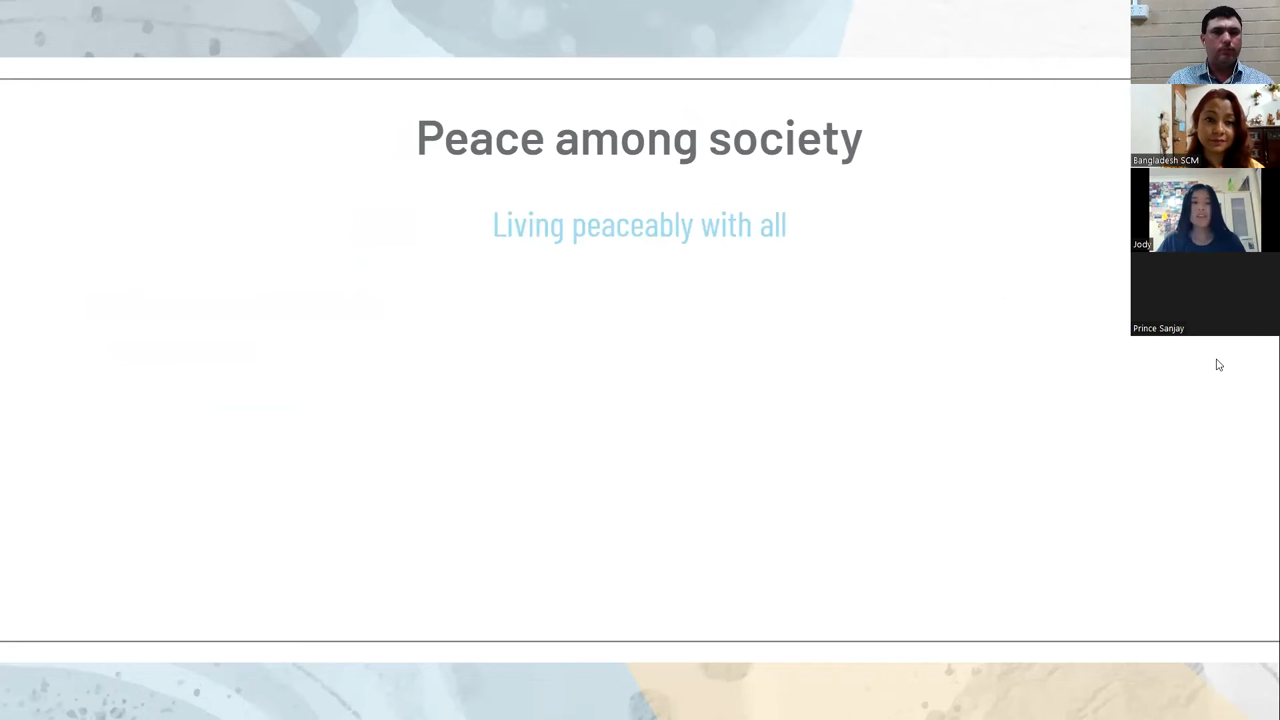 Peace among society
Living peaceably with all
Bangladesh SCM
Jody
Prince Sanjay